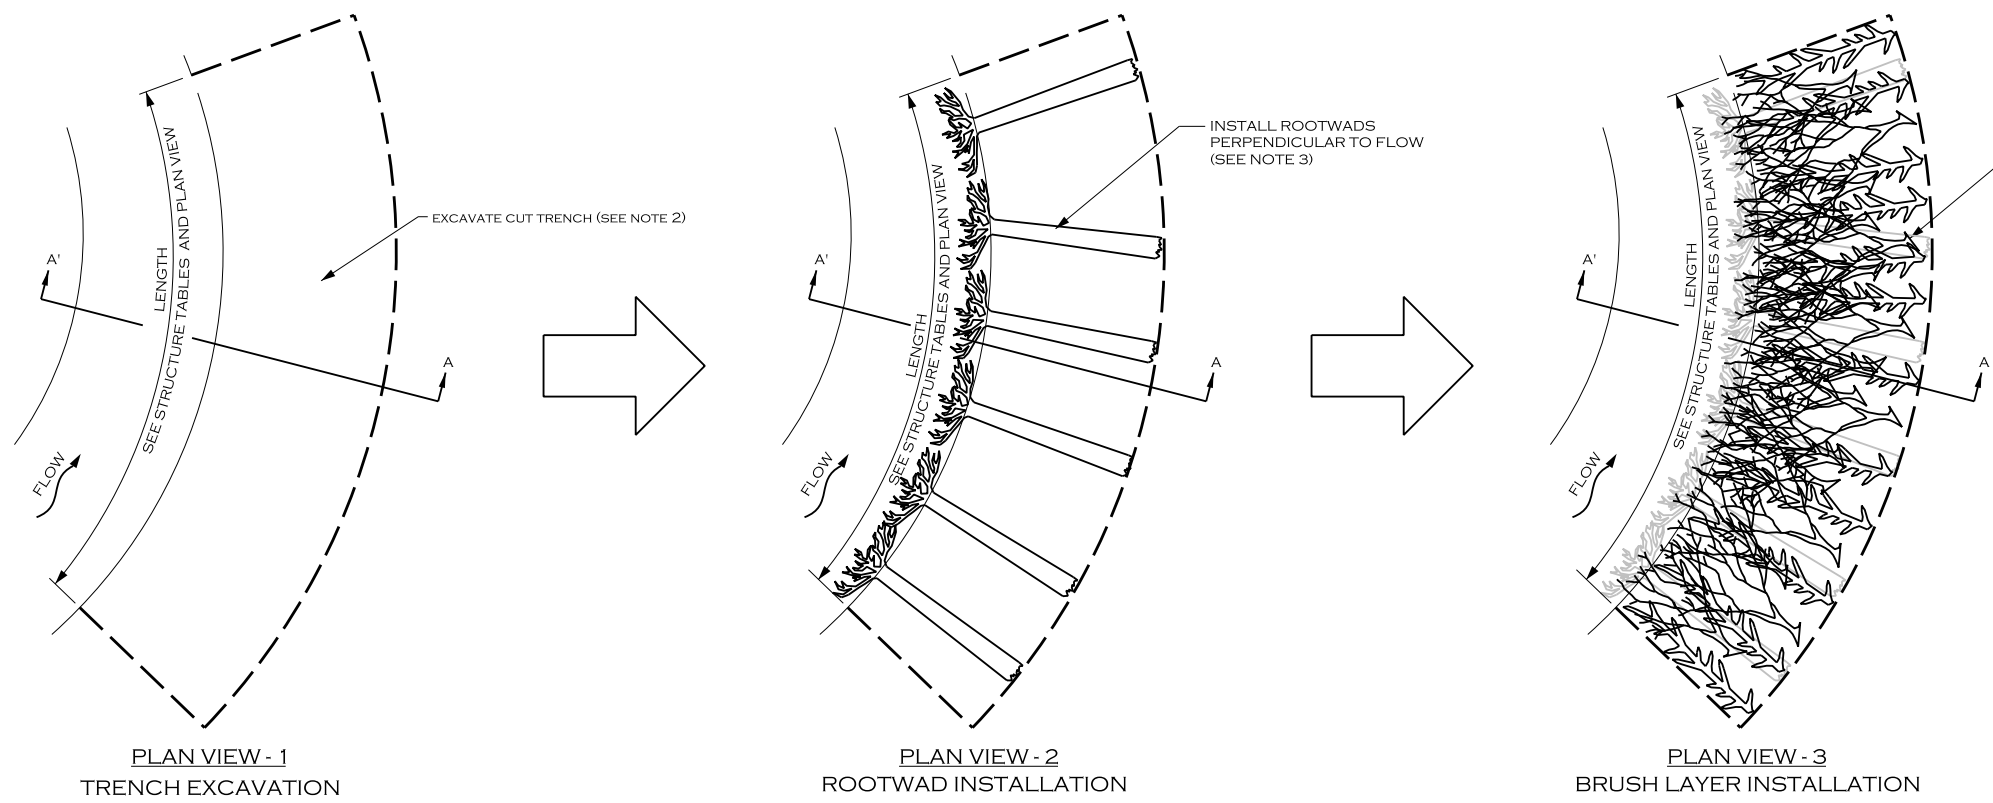 LENGTH
SEE STRUCTURE TABLES AND PLAN VIEW
A'
A
FLOW
EXCAVATE CUT TRENCH (SEE NOTE 2)
PLAN VIEW - 1
TRENCH EXCAVATION
LENGTH
SEE STRUCTURE TABLES AND PLAN VIEW
A'
A
FLOW
INSTALL ROOTWADS
PERPENDICULAR TO FLOW
(SEE NOTE 3)
PLAN VIEW - 2
ROOTWAD INSTALLATION
LENGTH
SEE STRUCTURE TABLES AND PLAN VIEW
A'
A
FLOW
PLAN VIEW - 3
BRUSH LAYER INSTALLATION